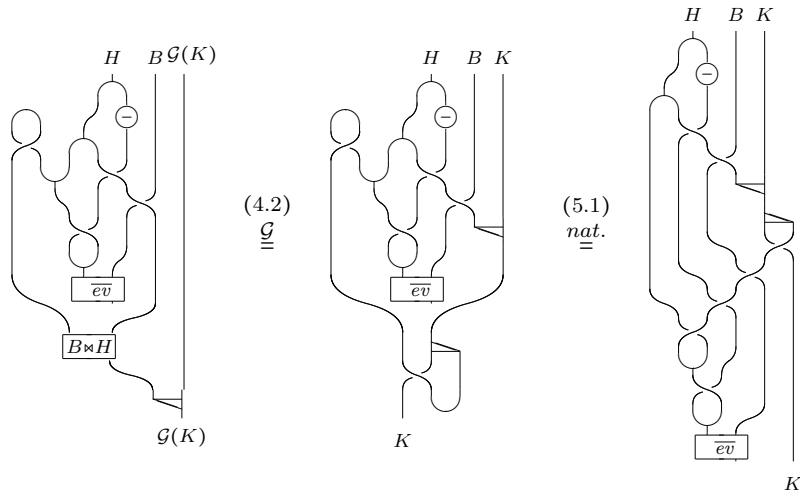 H B K
H B 𝒢(K) H B K
− −
−
(4.2) (5.1)
𝒢 nat.
= =
ev ev
B⋈H
𝒢(K) K
ev
K